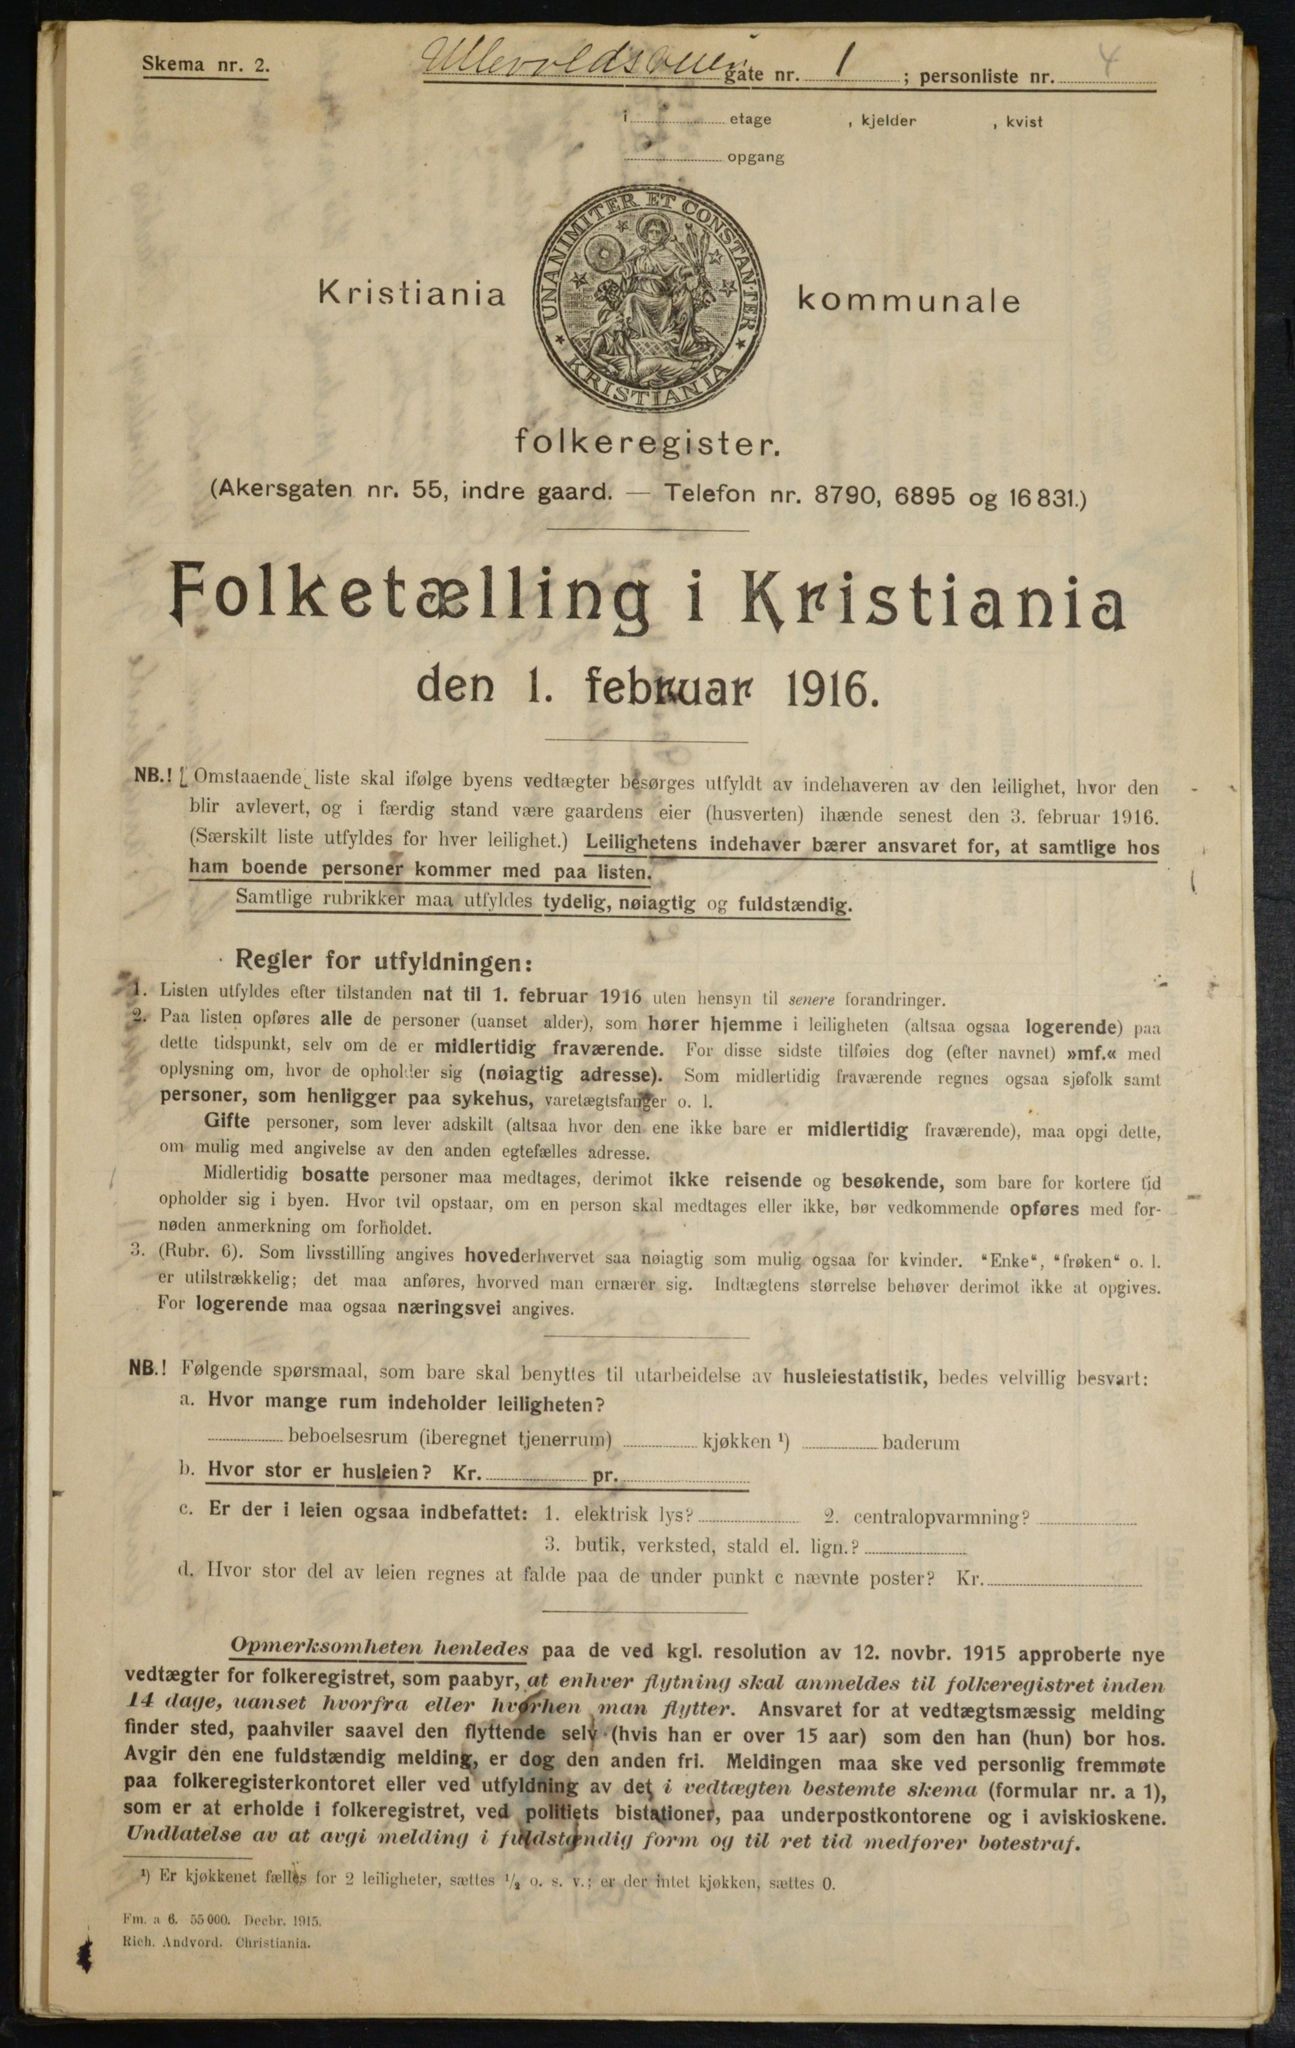 Skema nr. 2.
Ullevoldsveien gate nr. 1 ; personliste nr. 4
i etage , kjelder , kvist
opgang
UNANIMITER ET CONSTANTER
KRISTIANIA
Kristiania kommunale
folkeregister.
(Akersgaten nr. 55, indre gaard. — Telefon nr. 8790, 6895 og 16 831.)
Folketælling i Kristiania
den 1. februar 1916.
NB.! [Omstaaende] liste skal ifølge byens vedtægter besørges utfyldt av indehaveren av den leilighet, hvor den
blir avlevert, og i færdig stand være gaardens eier (husverten) ihænde senest den 3. februar 1916.
(Særskilt liste utfyldes for hver leilighet.) Leilighetens indehaver bærer ansvaret for, at samtlige hos
ham boende personer kommer med paa listen.
Samtlige rubrikker maa utfyldes tydelig, nøiagtig og fuldstændig.
Regler for utfyldningen:
1. Listen utfyldes efter tilstanden nat til 1. februar 1916 uten hensyn til senere forandringer.
2. Paa listen opføres alle de personer (uanset alder), som hører hjemme i leiligheten (altsaa ogsaa logerende) paa
dette tidspunkt, selv om de er midlertidig fraværende. For disse sidste tilføies dog (efter navnet) »mf.« med
oplysning om, hvor de opholder sig (nøiagtig adresse). Som midlertidig fraværende regnes ogsaa sjøfolk samt
personer, som henligger paa sykehus, varetægtsfanger o. l.
Gifte personer, som lever adskilt (altsaa hvor den ene ikke bare er midlertidig fraværende), maa opgi dette,
om mulig med angivelse av den anden egtefælles adresse.
Midlertidig bosatte personer maa medtages, derimot ikke reisende og besøkende, som bare for kortere tid
opholder sig i byen. Hvor tvil opstaar, om en person skal medtages eller ikke, bør vedkommende opføres med for-
nøden anmerkning om forholdet.
3. (Rubr. 6). Som livsstilling angives hovederhvervet saa nøiagtig som mulig ogsaa for kvinder. "Enke", "frøken" o. l.
er utilstrækkelig; det maa anføres, hvorved man ernærer sig. Indtægtens størrelse behøver derimot ikke at opgives.
For logerende maa ogsaa næringsvei angives.
NB.! Følgende spørsmaal, som bare skal benyttes til utarbeidelse av husleiestatistik, bedes velvillig besvart:
a. Hvor mange rum indeholder leiligheten?
beboelsesrum (iberegnet tjenerrum) kjøkken ¹) baderum
b. Hvor stor er husleien? Kr. pr.
c. Er der i leien ogsaa indbefattet: 1. elektrisk lys? 2. centralopvarmning?
3. butik, verksted, stald el. lign.?
d. Hvor stor del av leien regnes at falde paa de under punkt c nævnte poster? Kr.
Opmerksomheten henledes paa de ved kgl. resolution av 12. novbr. 1915 approberte nye
vedtægter for folkeregistret, som paabyr, at enhver flytning skal anmeldes til folkeregistret inden
14 dage, uanset hvorfra eller hvorhen man flytter. Ansvaret for at vedtægtsmæssig melding
finder sted, paahviler saavel den flyttende selv (hvis han er over 15 aar) som den han (hun) bor hos.
Avgir den ene fuldstændig melding, er dog den anden fri. Meldingen maa ske ved personlig fremmøte
paa folkeregisterkontoret eller ved utfyldning av det i vedtægten bestemte skema (formular nr. a 1),
som er at erholde i folkeregistret, ved politiets bistationer, paa underpostkontorene og i aviskioskene.
Undlatelse av at avgi melding i fuldstændig form og til ret tid medfører bøtestraf.
¹) Er kjøkkenet fælles for 2 leiligheter, sættes ½ o. s. v.; er der intet kjøkken, sættes 0.
Fm. a 6. 55 000. Decbr. 1915.
Rich. Andvord. Christiania.